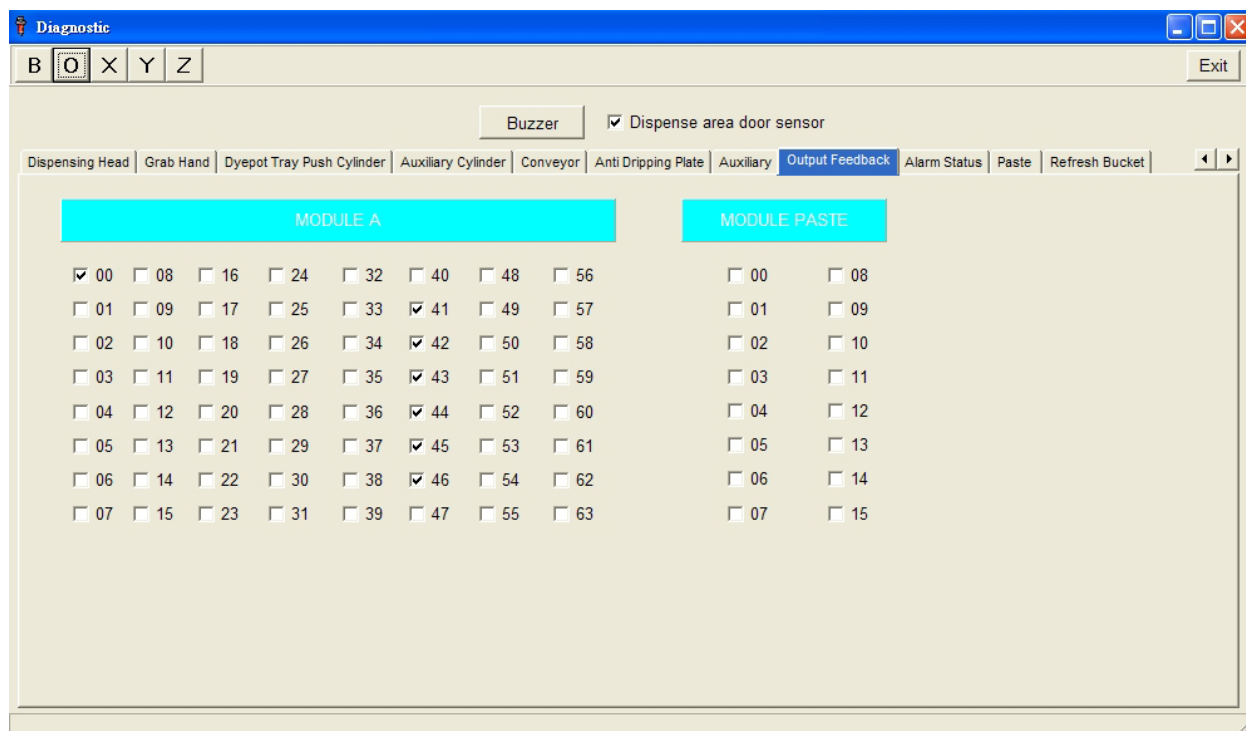 Diagnostic
B O X Y Z Exit
Buzzer Dispense area door sensor
Dispensing Head Grab Hand Dyepot Tray Push Cylinder Auxiliary Cylinder Conveyor Anti Dripping Plate Auxiliary Output Feedback Alarm Status Paste Refresh Bucket
MODULE A MODULE PASTE
00 08 16 24 32 40 48 56 00 08
01 09 17 25 33 41 49 57 01 09
02 10 18 26 34 42 50 58 02 10
03 11 19 27 35 43 51 59 03 11
04 12 20 28 36 44 52 60 04 12
05 13 21 29 37 45 53 61 05 13
06 14 22 30 38 46 54 62 06 14
07 15 23 31 39 47 55 63 07 15